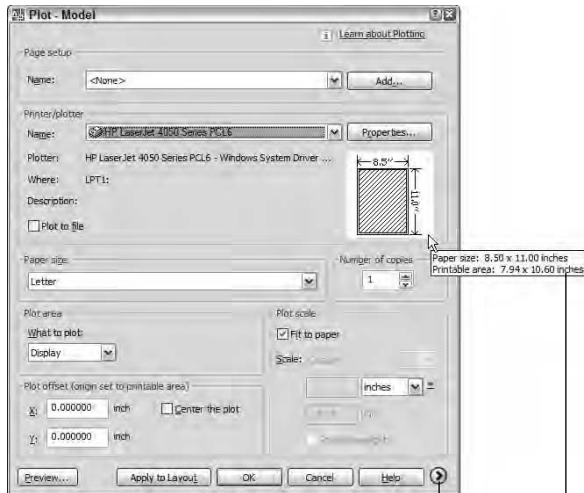 Plot - Model
Learn about Plotting
Page setup
Name: <None> Add...
Printer/plotter
Name: HP LaserJet 4050 Series PCL6 Properties...
Plotter: HP LaserJet 4050 Series PCL6 - Windows System Driver ...
Where: LPT1:
Description:
Plot to file
8.5″
11.0″
Paper size: 8.50 x 11.00 inches
Printable area: 7.94 x 10.60 inches
Paper size
Letter
Number of copies
1
Plot area
What to plot:
Display
Plot scale
Fit to paper
Scale:
inches =
Plot offset (origin set to printable area)
X: 0.000000 inch Center the plot
Y: 0.000000 inch
Preview... Apply to Layout OK Cancel Help